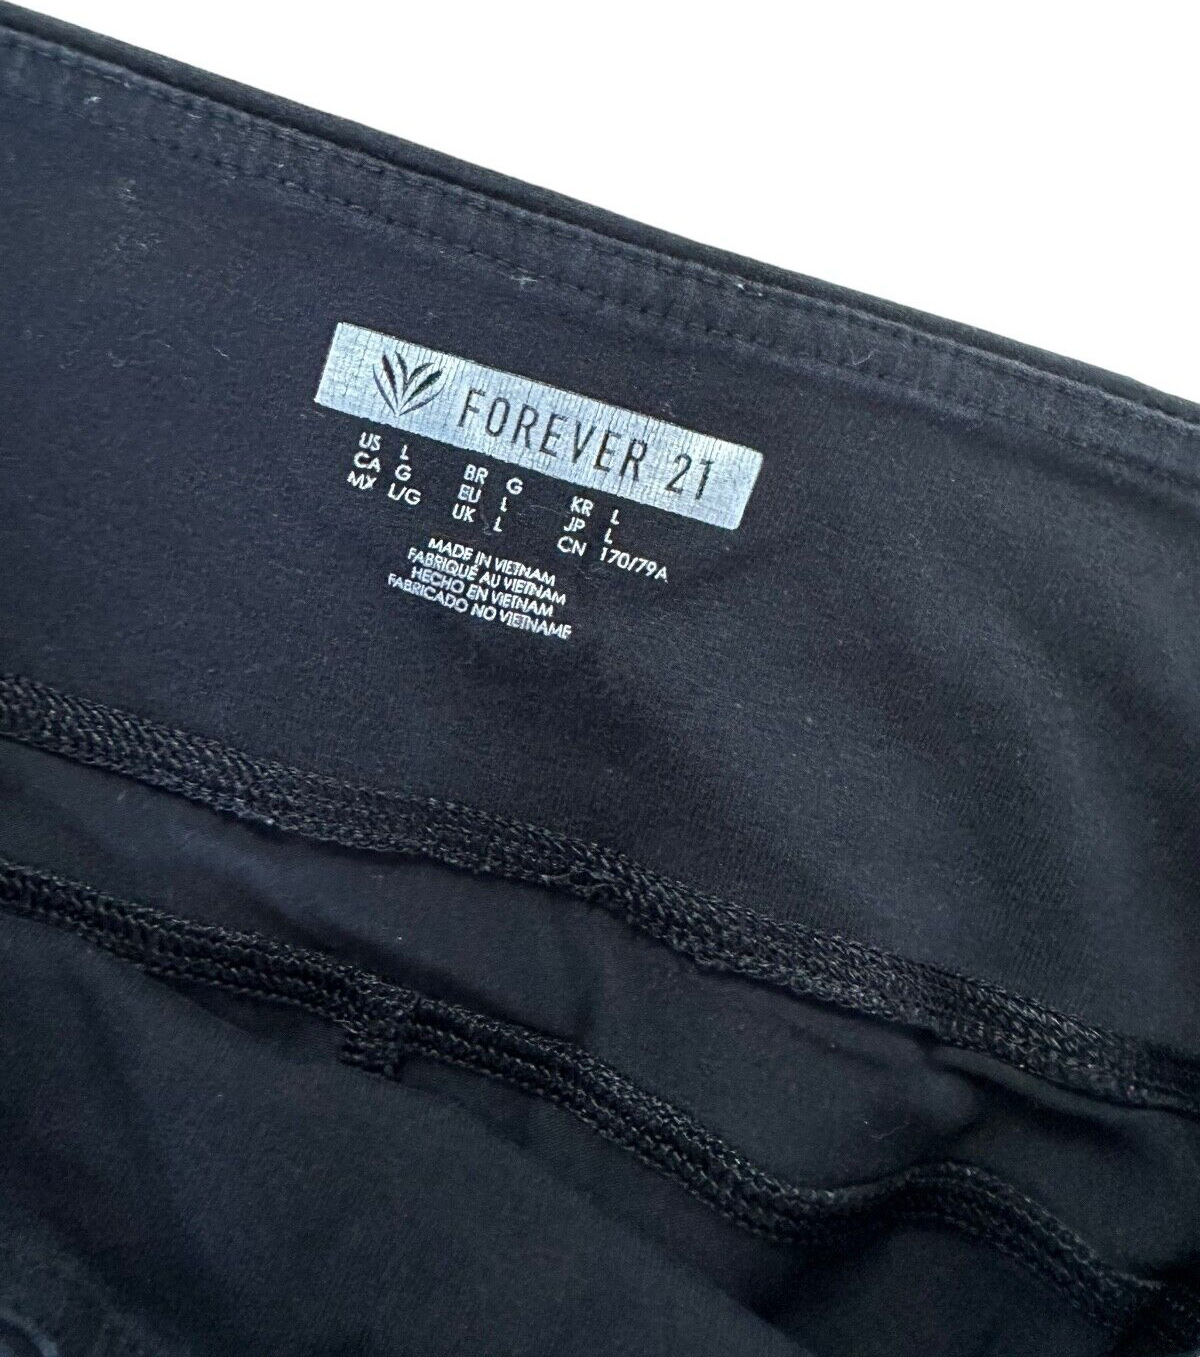 FOREVER 21
US L
CA G
MX L/G
BR G
EU L
UK L
KR L
JP L
CN 170/79A
MADE IN VIETNAM
FABRIQUÉ AU VIETNAM
HECHO EN VIETNAM
FABRICADO NO VIETNAME